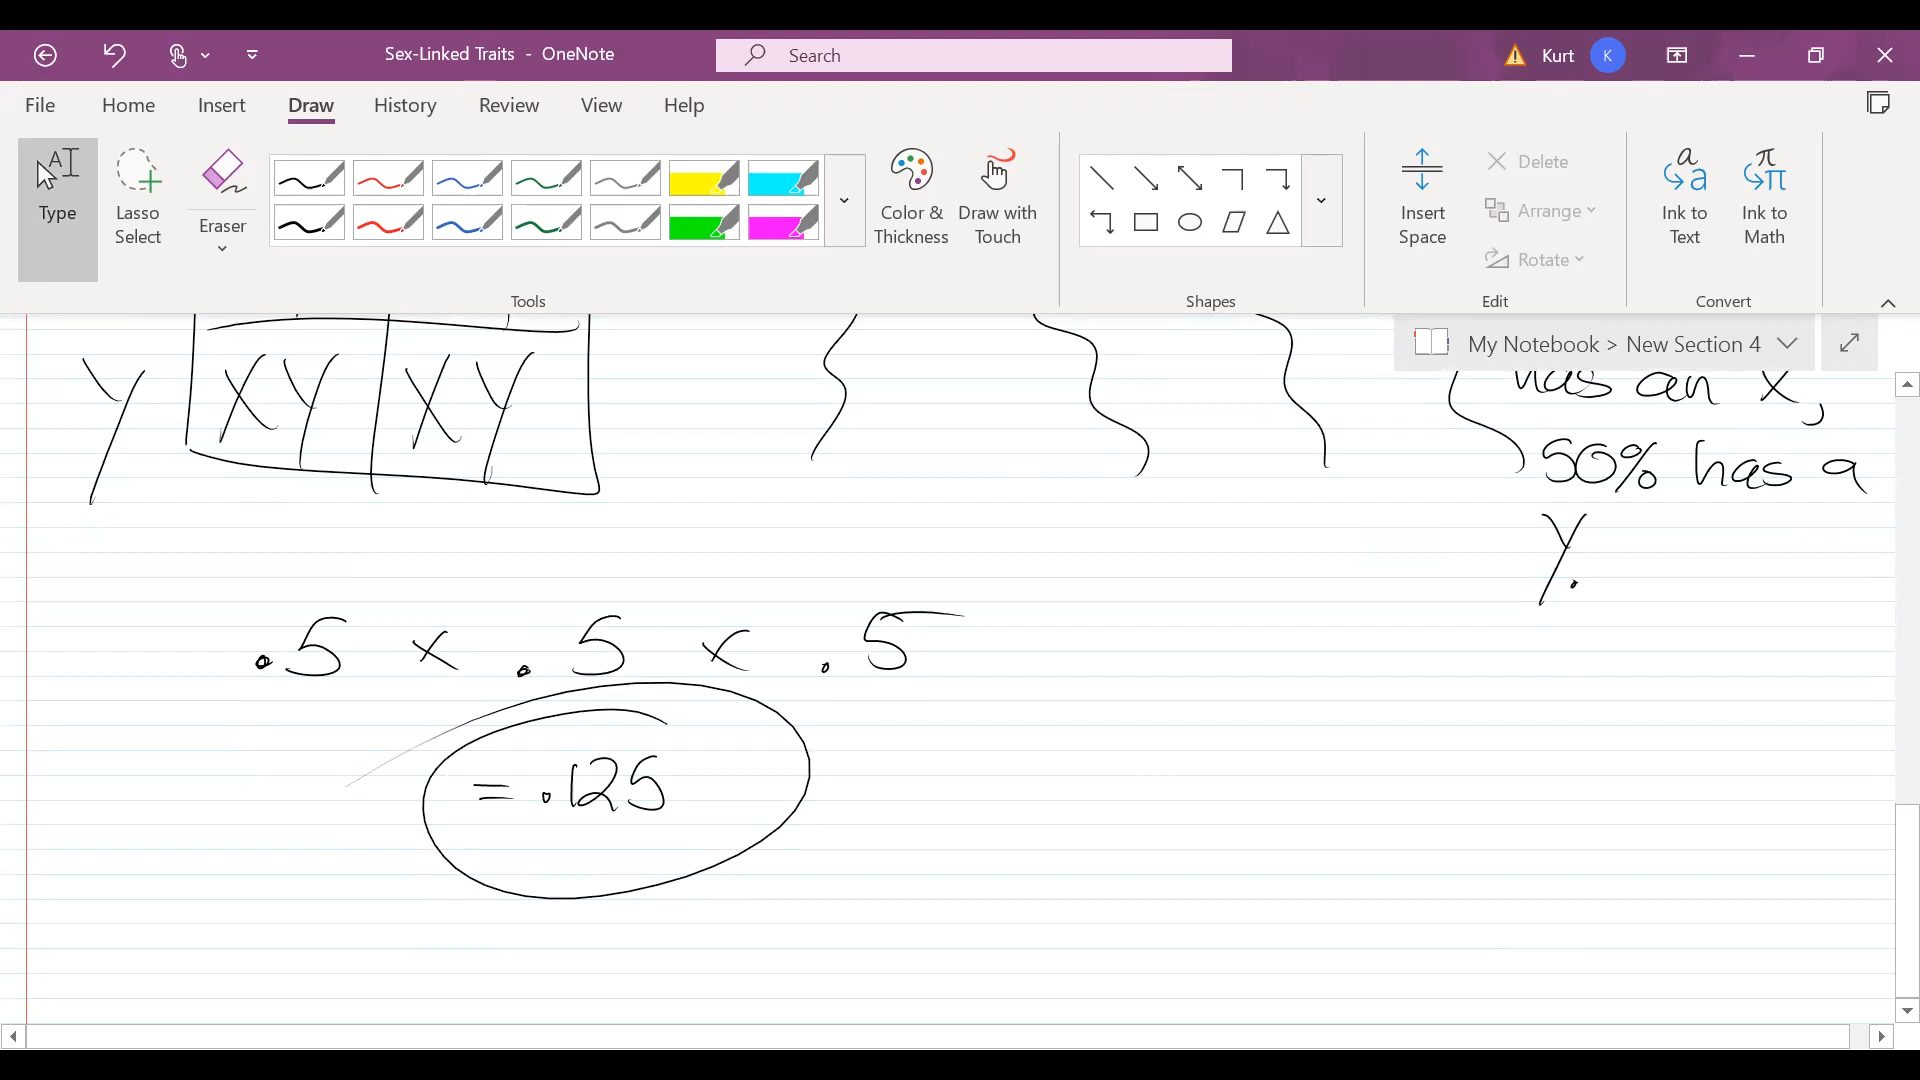 Sex-Linked Traits - OneNote
Search
Kurt
K
File Home Insert Draw History Review View Help
Type
Lasso Select
Eraser
Color & Thickness
Draw with Touch
Insert Space
Delete
Arrange
Rotate
Ink to Text
Ink to Math
Tools
Shapes
Edit
Convert
My Notebook > New Section 4
has an X,
Y XY XY
50% has a
Y.
.5 x .5 x .5
= .125